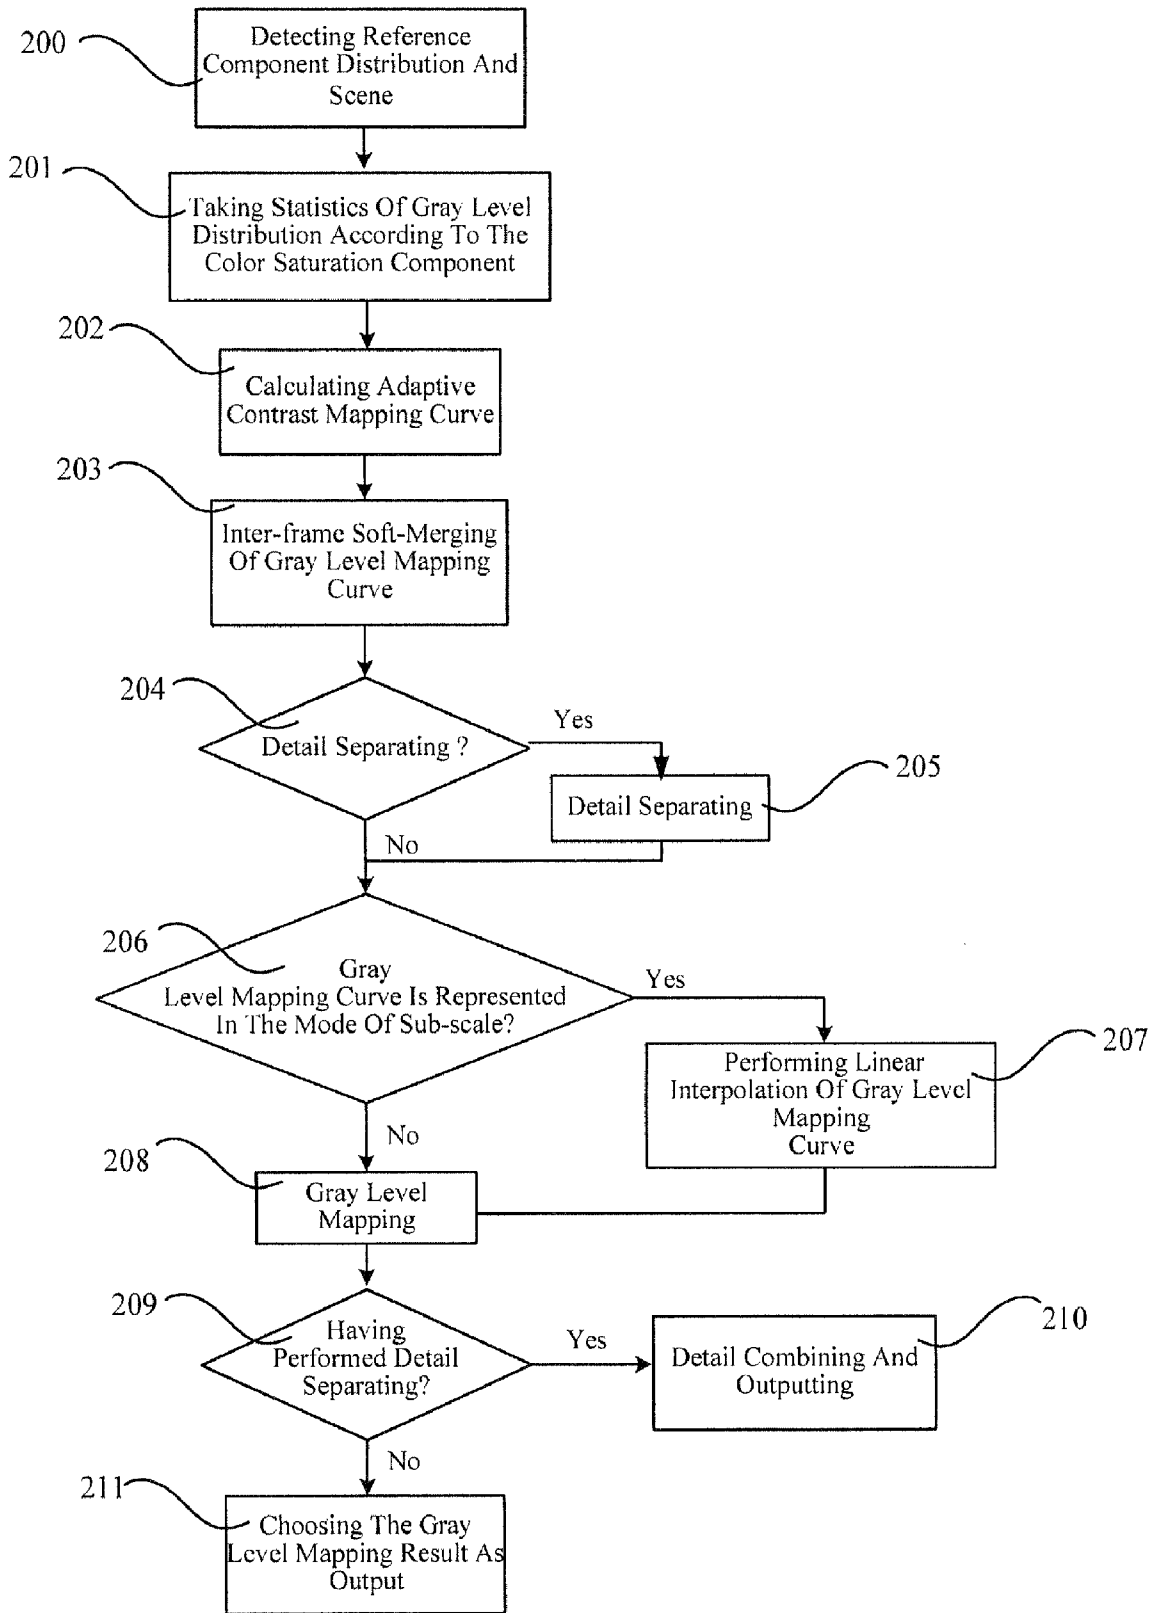 200
Detecting Reference
Component Distribution And
Scene
201
Taking Statistics Of Gray Level
Distribution According To The
Color Saturation Component
202
Calculating Adaptive
Contrast Mapping Curve
203
Inter-frame Soft-Merging
Of Gray Level Mapping
Curve
204
Detail Separating ?
Yes
205
Detail Separating
No
206
Gray
Level Mapping Curve Is Represented
In The Mode Of Sub-scale?
Yes
207
Performing Linear
Interpolation Of Gray Level
Mapping
Curve
No
208
Gray Level
Mapping
209
Having
Performed Detail
Separating?
Yes
210
Detail Combining And
Outputting
No
211
Choosing The Gray
Level Mapping Result As
Output